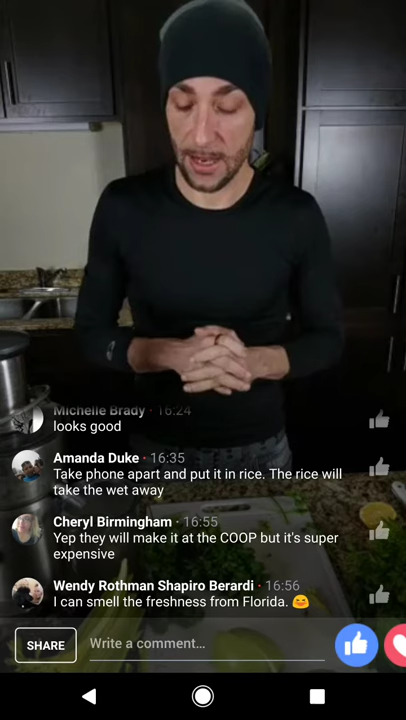 Michelle Brady · 16:24
looks good
Amanda Duke · 16:35
Take phone apart and put it in rice. The rice will
take the wet away
Cheryl Birmingham · 16:55
Yep they will make it at the COOP but it's super
expensive
Wendy Rothman Shapiro Berardi · 16:56
I can smell the freshness from Florida. 😄
SHARE
Write a comment...